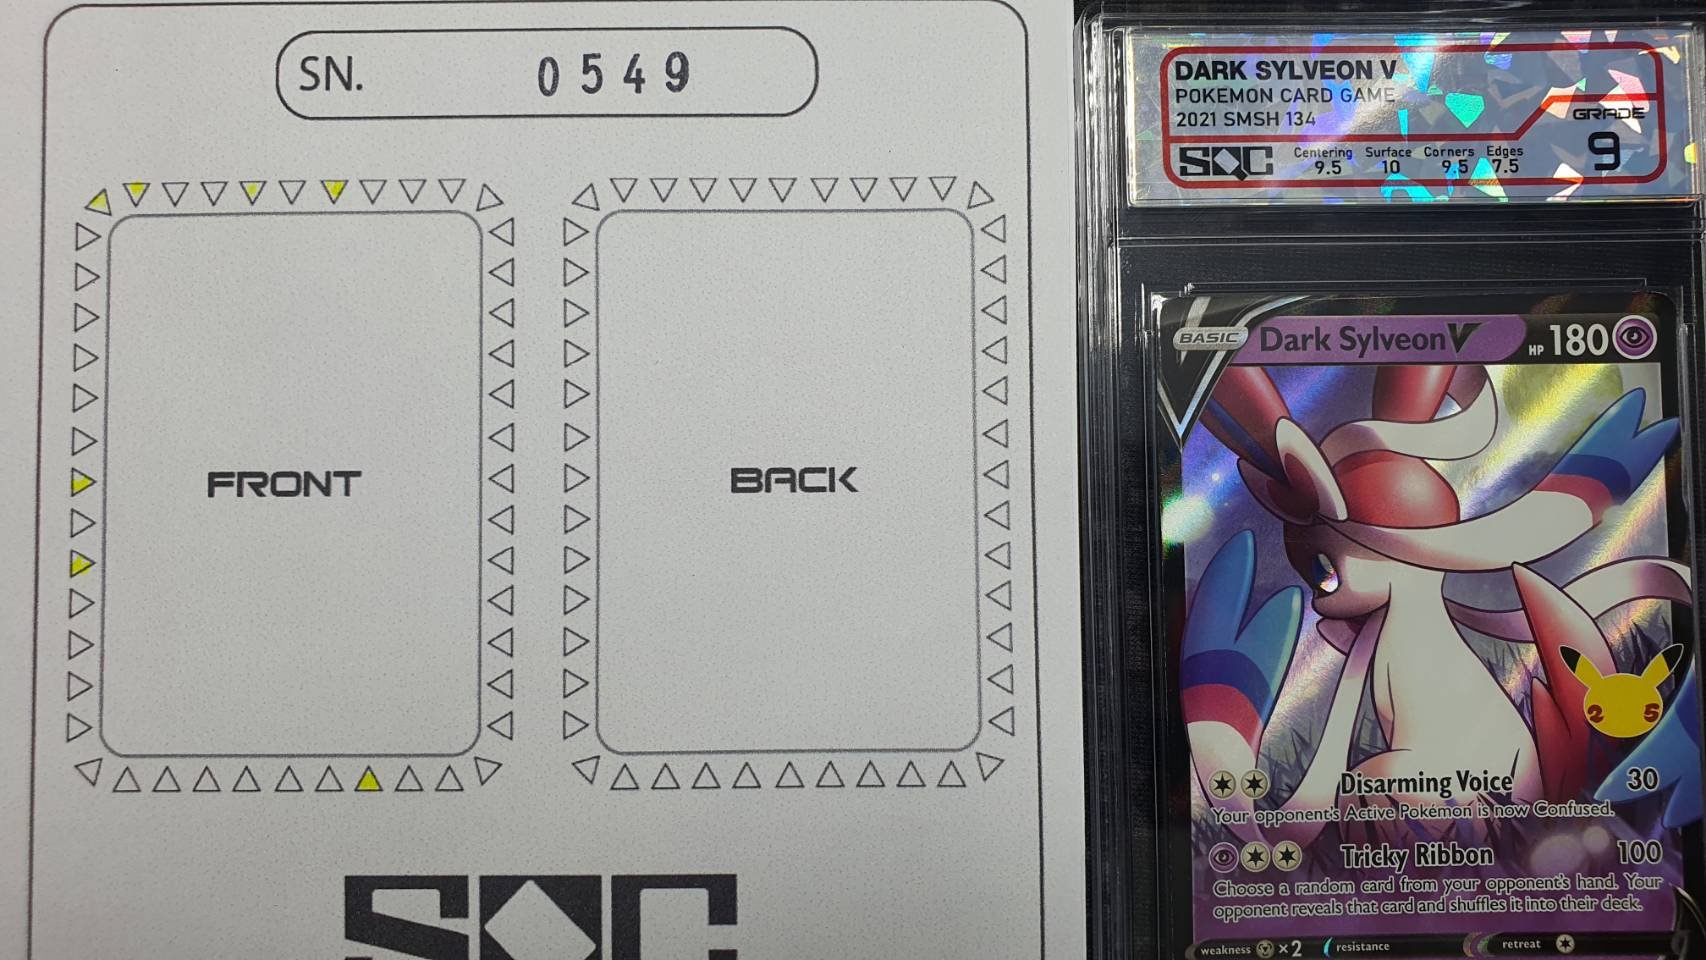 SN. 0549
FRONT
BACK
SQC
DARK SYLVEON V
POKEMON CARD GAME
2021 SMSH 134
GRADE
9
SQC
Centering Surface Corners Edges
9.5 10 9.5 7.5
BASIC Dark Sylveon V HP 180
25
Disarming Voice 30
Your opponent's Active Pokémon is now Confused.
Tricky Ribbon 100
Choose a random card from your opponent's hand. Your
opponent reveals that card and shuffles it into their deck.
weakness ×2 resistance retreat